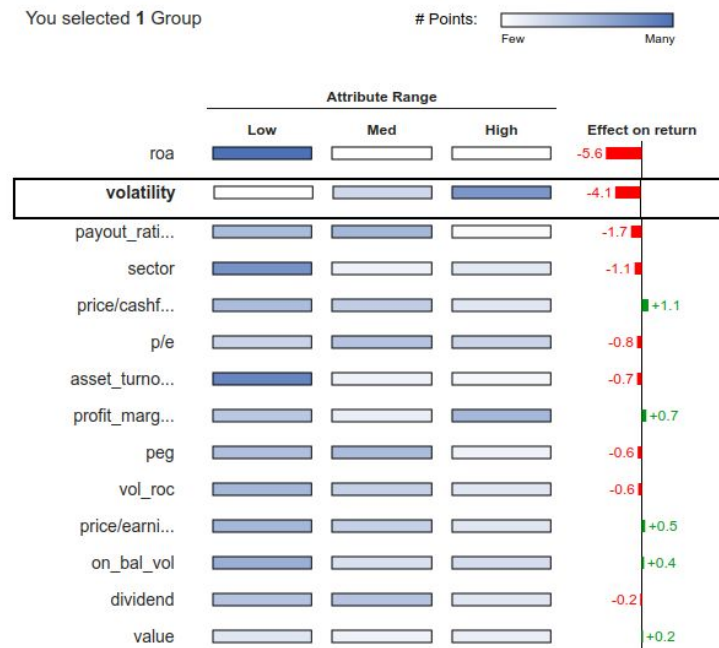 You selected 1 Group
# Points:
Few Many
Attribute Range
Low Med High Effect on return
roa -5.6
volatility -4.1
payout_rati... -1.7
sector -1.1
price/cashf... +1.1
p/e -0.8
asset_turno... -0.7
profit_marg... +0.7
peg -0.6
vol_roc -0.6
price/earni... +0.5
on_bal_vol +0.4
dividend -0.2
value +0.2